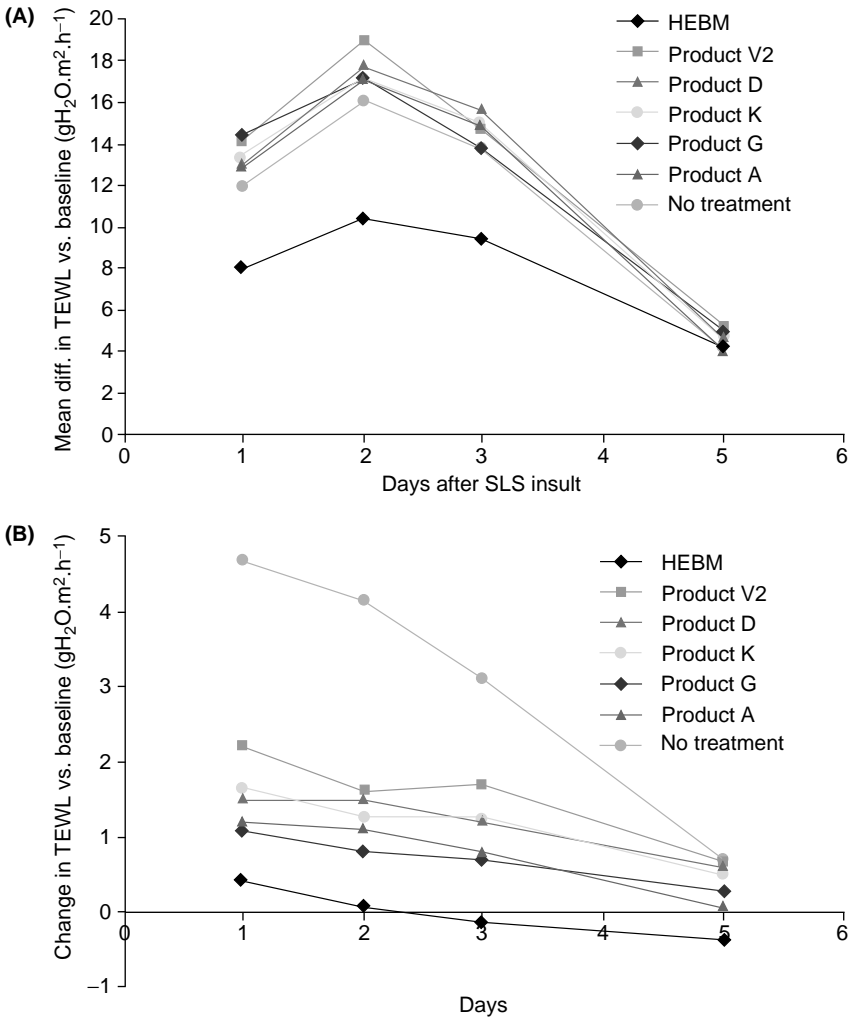 (A)
Mean diff. in TEWL vs. baseline (gH₂O.m².h⁻¹)
20
18
16
14
12
10
8
6
4
2
0
0 1 2 3 4 5 6
Days after SLS insult
HEBM
Product V2
Product D
Product K
Product G
Product A
No treatment
(B)
Change in TEWL vs. baseline (gH₂O.m².h⁻¹)
5
4
3
2
1
0
−1
0 1 2 3 4 5 6
Days
HEBM
Product V2
Product D
Product K
Product G
Product A
No treatment